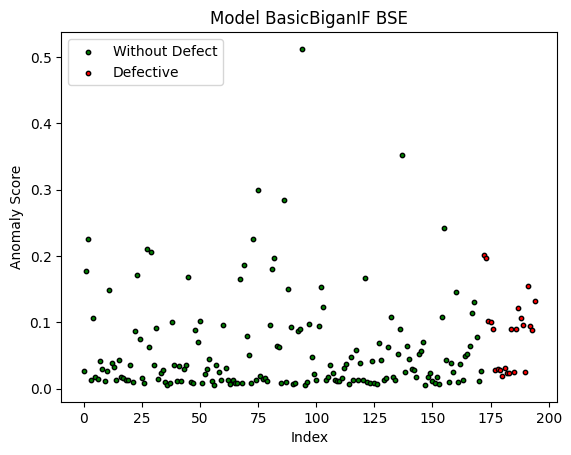 Model BasicBiganIF BSE
Without Defect
Defective
Anomaly Score
0.5
0.4
0.3
0.2
0.1
0.0
0 25 50 75 100 125 150 175 200
Index